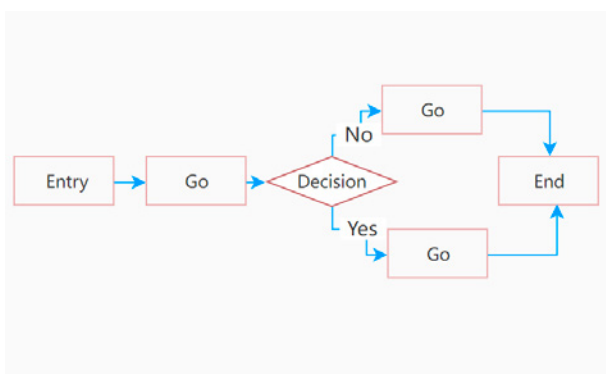 Go
No
Entry
Go
Decision
End
Yes
Go